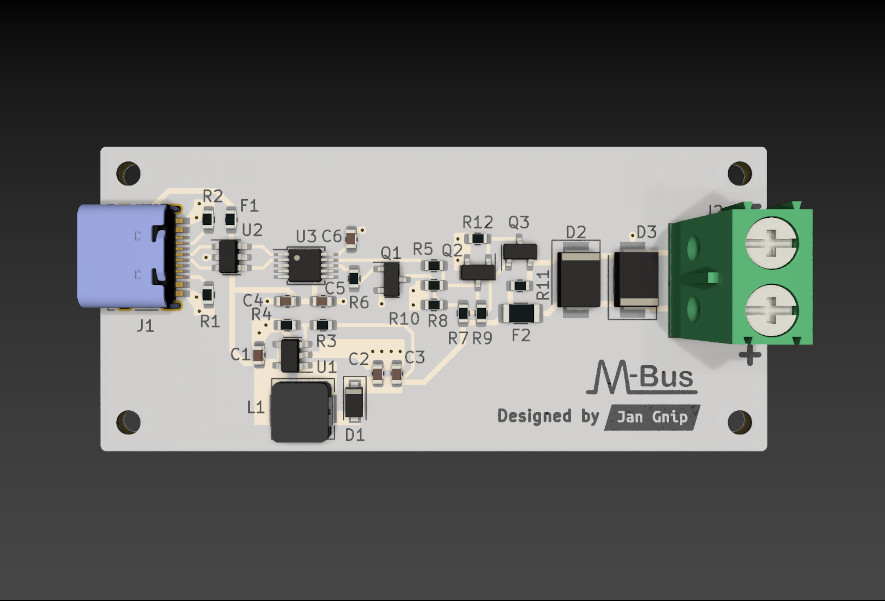 R2
F1
U2
R1
J1
U3
C6
Q1
R5
R12
Q3
Q2
D2
D3
C4
C5
R6
R4
R10
R8
R11
R3
R7
R9
F2
C1
U1
C2
C3
L1
D1
+
M-Bus
Designed by Jan Gnip